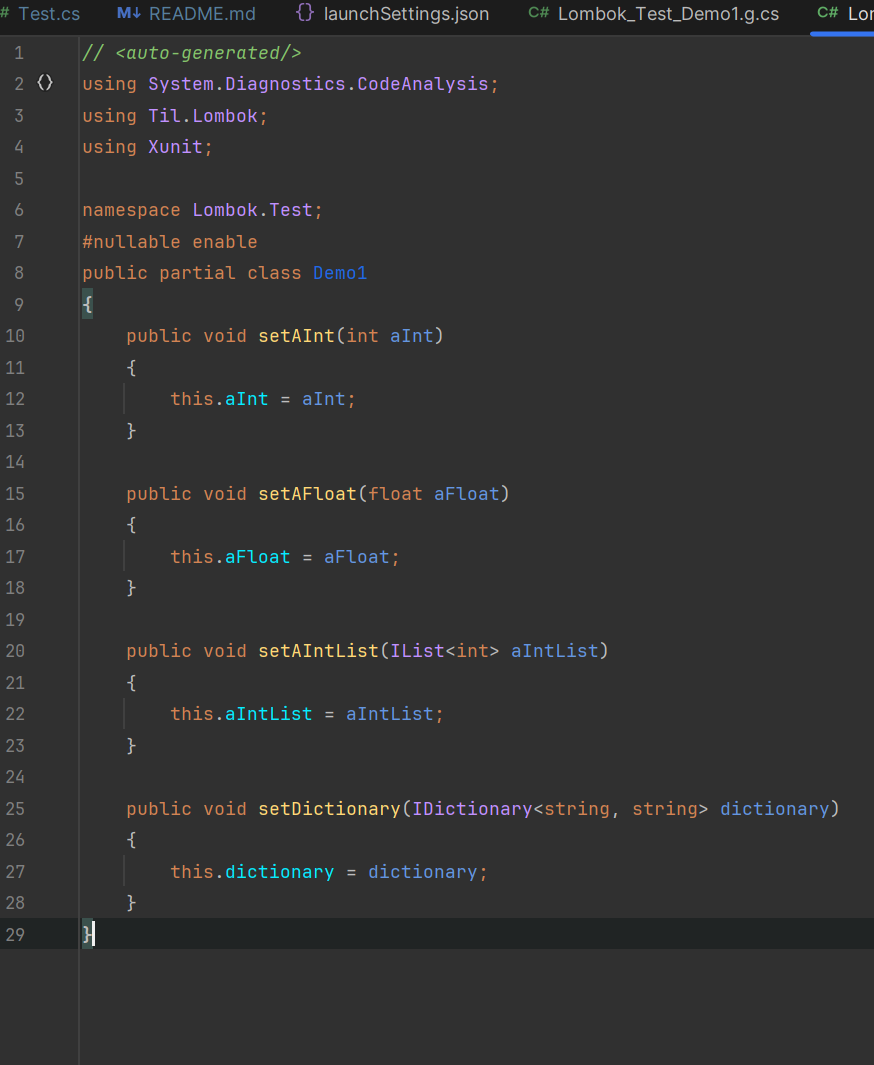 # Test.cs M↓ README.md {} launchSettings.json C# Lombok_Test_Demo1.g.cs C# Lor
1 // <auto-generated/>
2 {} using System.Diagnostics.CodeAnalysis;
3 using Til.Lombok;
4 using Xunit;
5
6 namespace Lombok.Test;
7 #nullable enable
8 public partial class Demo1
9 {
10 public void setAInt(int aInt)
11 {
12 this.aInt = aInt;
13 }
14
15 public void setAFloat(float aFloat)
16 {
17 this.aFloat = aFloat;
18 }
19
20 public void setAIntList(IList<int> aIntList)
21 {
22 this.aIntList = aIntList;
23 }
24
25 public void setDictionary(IDictionary<string, string> dictionary)
26 {
27 this.dictionary = dictionary;
28 }
29 }